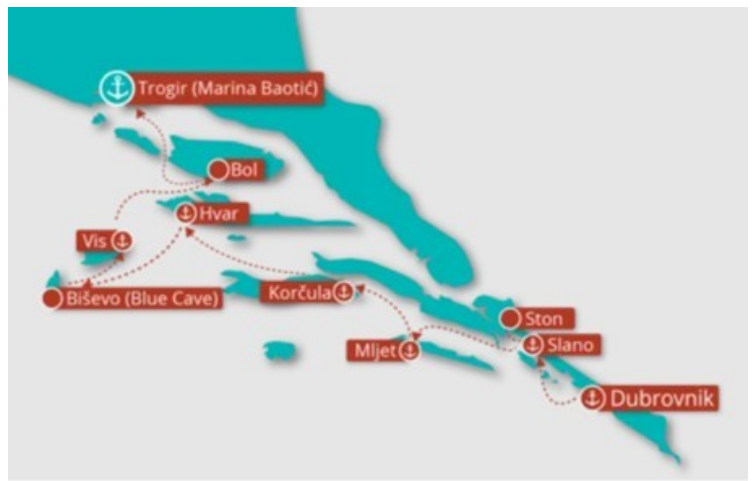 Trogir (Marina Baotić)
Bol
Hvar
Vis
Biševo (Blue Cave)
Korčula
Ston
Slano
Mljet
Dubrovnik